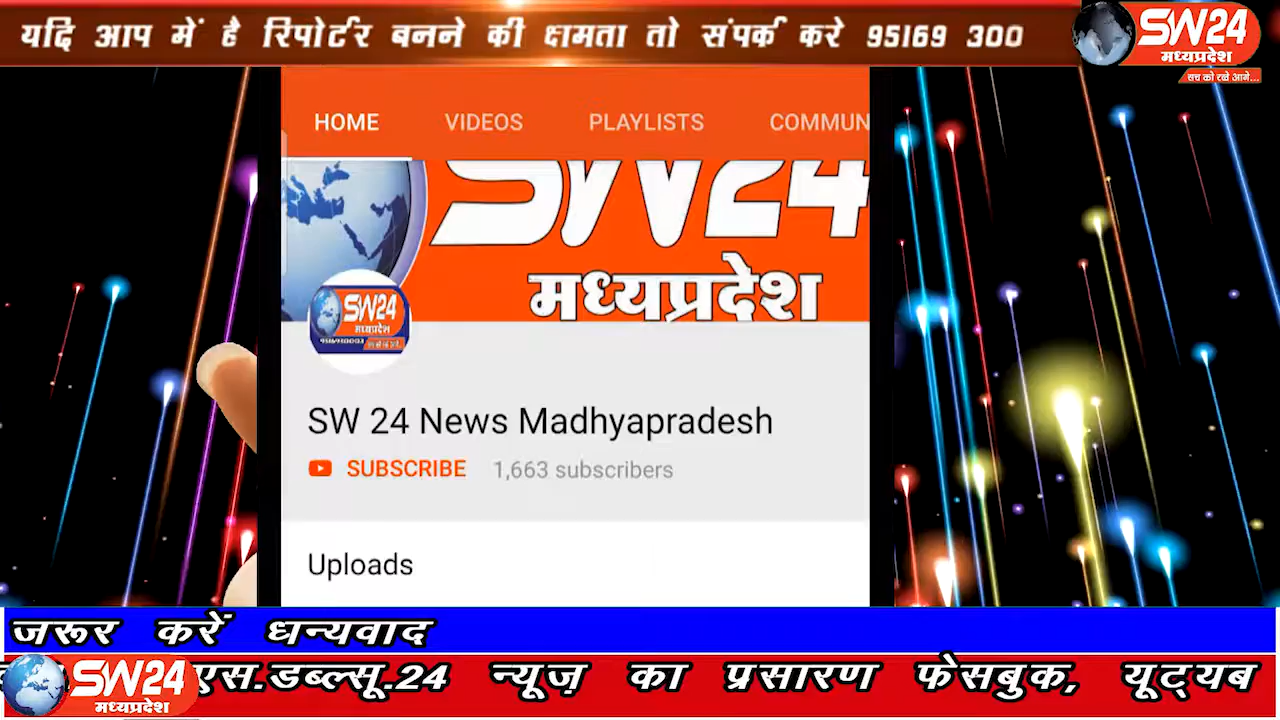 यदि आप में है रिपोर्टर बनने की क्षमता तो संपर्क करे 95169 300
SW24
मध्यप्रदेश
सच को रखे आगे...
HOME VIDEOS PLAYLISTS COMMUN
SW24
मध्यप्रदेश
SW24
मध्यप्रदेश
SW 24 News Madhyapradesh
SUBSCRIBE 1,663 subscribers
Uploads
जरूर करें धन्यवाद
एस.डब्ल्सू.24 न्यूज़ का प्रसारण फेसबुक, यूट्यब
SW24
मध्यप्रदेश